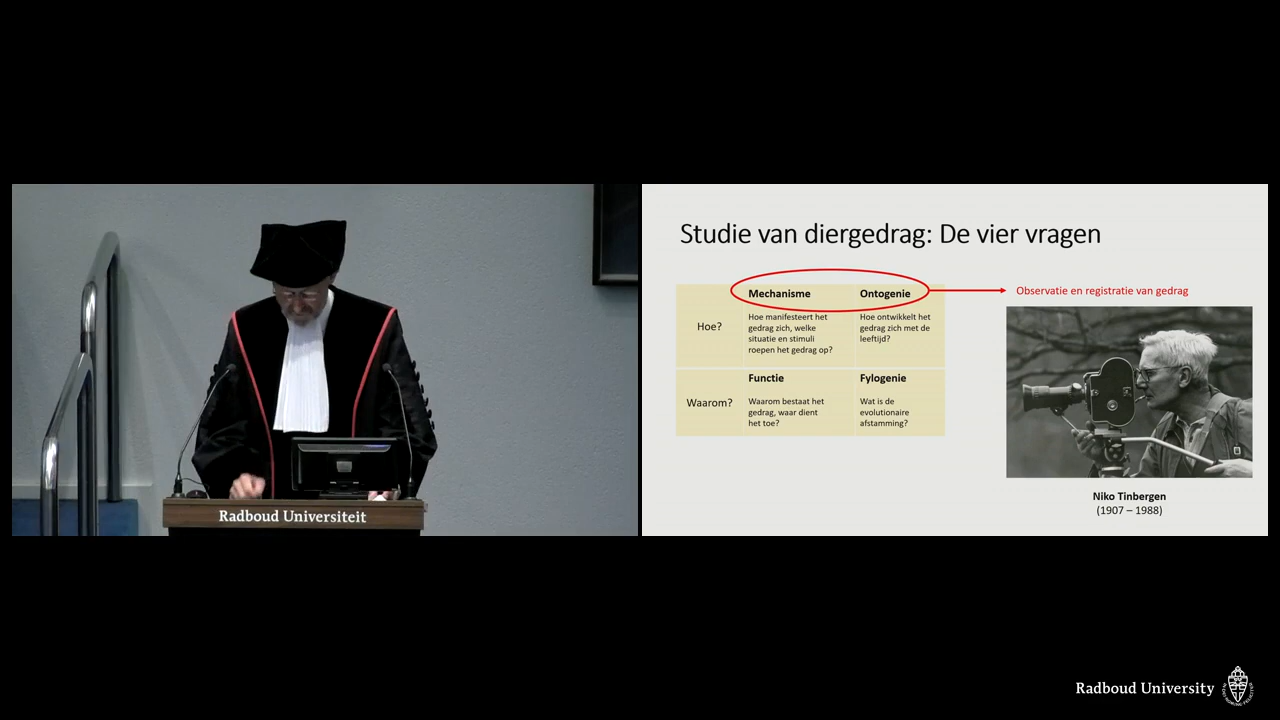 Studie van diergedrag: De vier vragen
Mechanisme
Ontogenie
Observatie en registratie van gedrag
Hoe?
Hoe manifesteert het
gedrag zich, welke
situatie en stimuli
roepen het gedrag op?
Hoe ontwikkelt het
gedrag zich met de
leeftijd?
Functie
Fylogenie
Waarom?
Waarom bestaat het
gedrag, waar dient
het toe?
Wat is de
evolutionaire
afstamming?
Niko Tinbergen
(1907 – 1988)
Radboud Universiteit
Radboud University